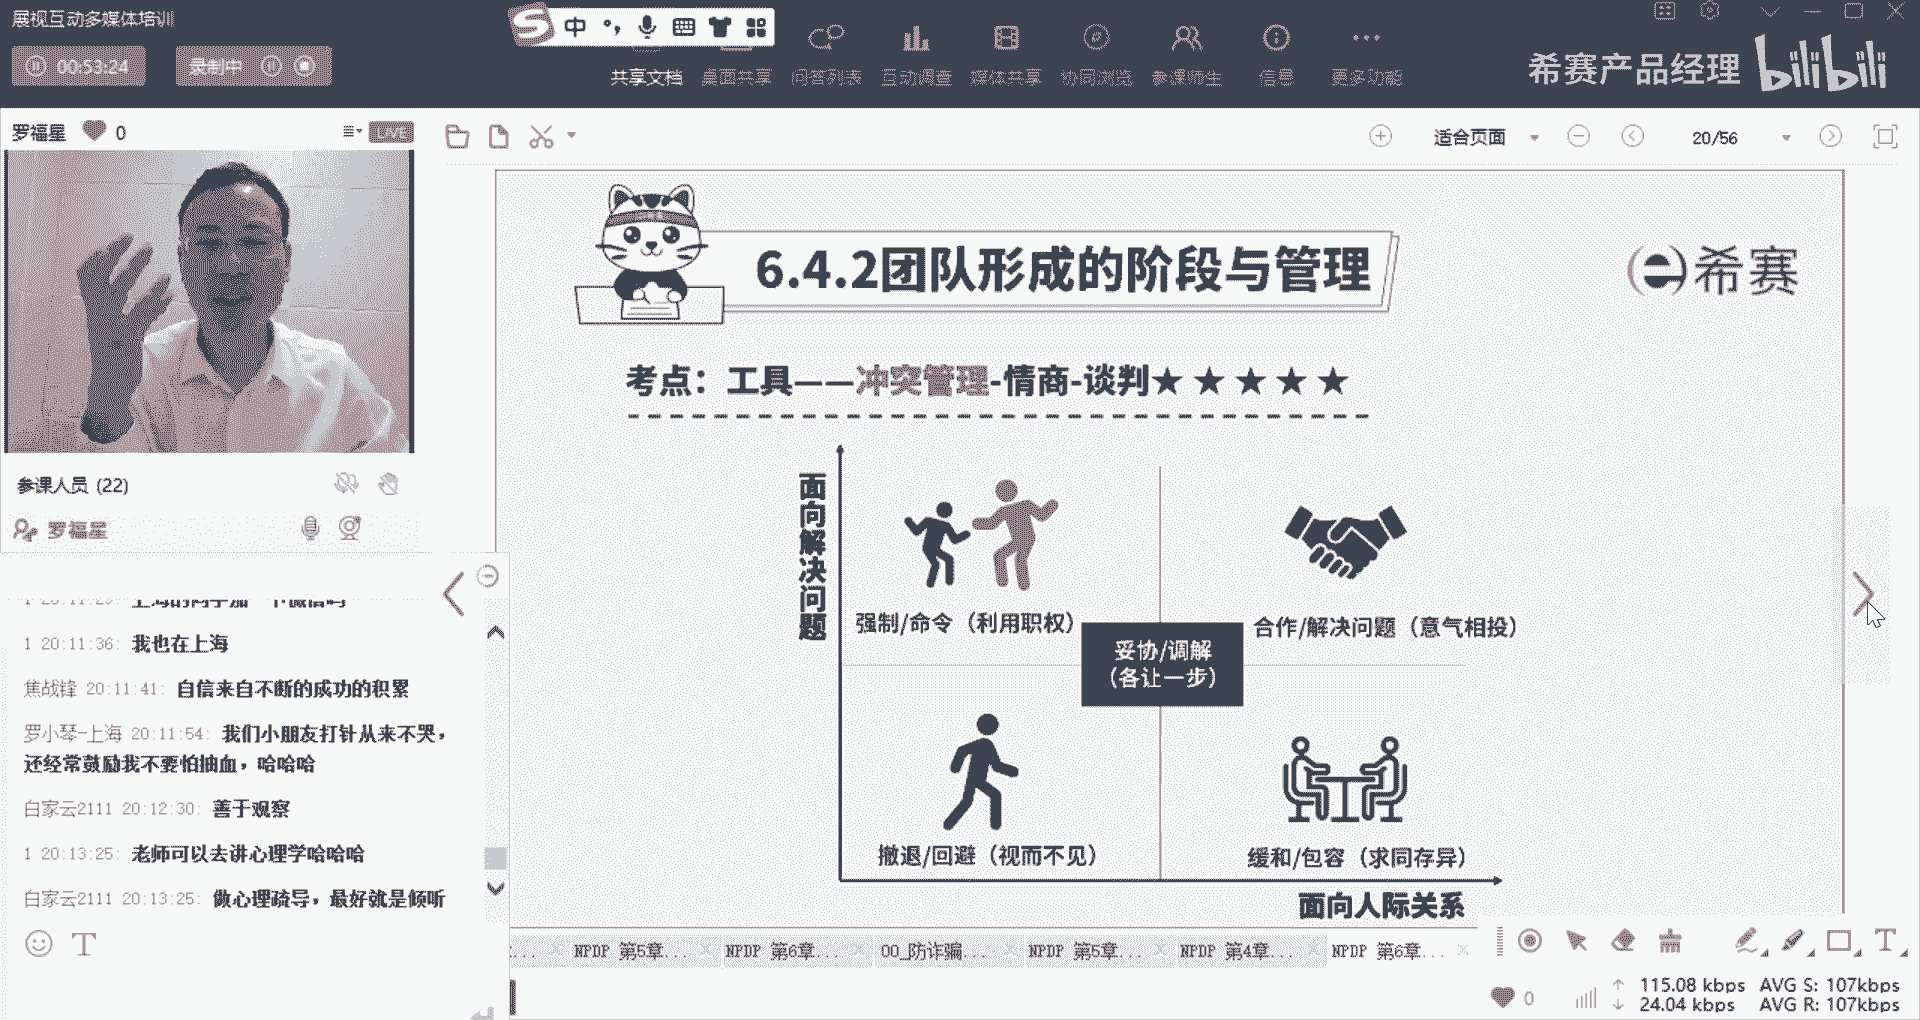 展视互动多媒体培训
中
00:53:24
录制中
共享文档
桌面共享
问答列表
互动调查
媒体共享
协同浏览
参课师生
信息
更多功能
希赛产品经理
bilibili
罗福星
0
LIVE
适合页面
20/56
6.4.2团队形成的阶段与管理
希赛
考点：工具——冲突管理-情商-谈判★★★★★
面向解决问题
强制/命令（利用职权）
合作/解决问题（意气相投）
妥协/调解
（各让一步）
撤退/回避（视而不见）
缓和/包容（求同存异）
面向人际关系
参课人员 (22)
罗福星
1 20:11:36: 我也在上海
焦战锋 20:11:41: 自信来自不断的成功的积累
罗小琴-上海 20:11:54: 我们小朋友打针从来不哭，
还经常鼓励我不要怕抽血，哈哈哈
白家云2111 20:12:30: 善于观察
1 20:13:25: 老师可以去讲心理学哈哈哈
白家云2111 20:13:25: 做心理疏导，最好就是倾听
NPDP 第5章...
NPDP 第6章...
00_防诈骗...
NPDP 第5章...
NPDP 第4章...
NPDP 第6章...
0
115.08 kbps AVG S: 107kbps
24.04 kbps AVG R: 107kbps